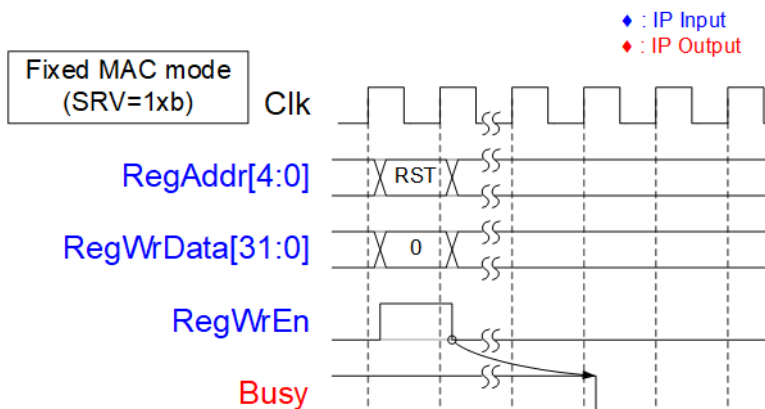 ♦ : IP Input
♦ : IP Output
Fixed MAC mode
(SRV=1xb)
Clk
RegAddr[4:0]
RST
RegWrData[31:0]
0
RegWrEn
Busy